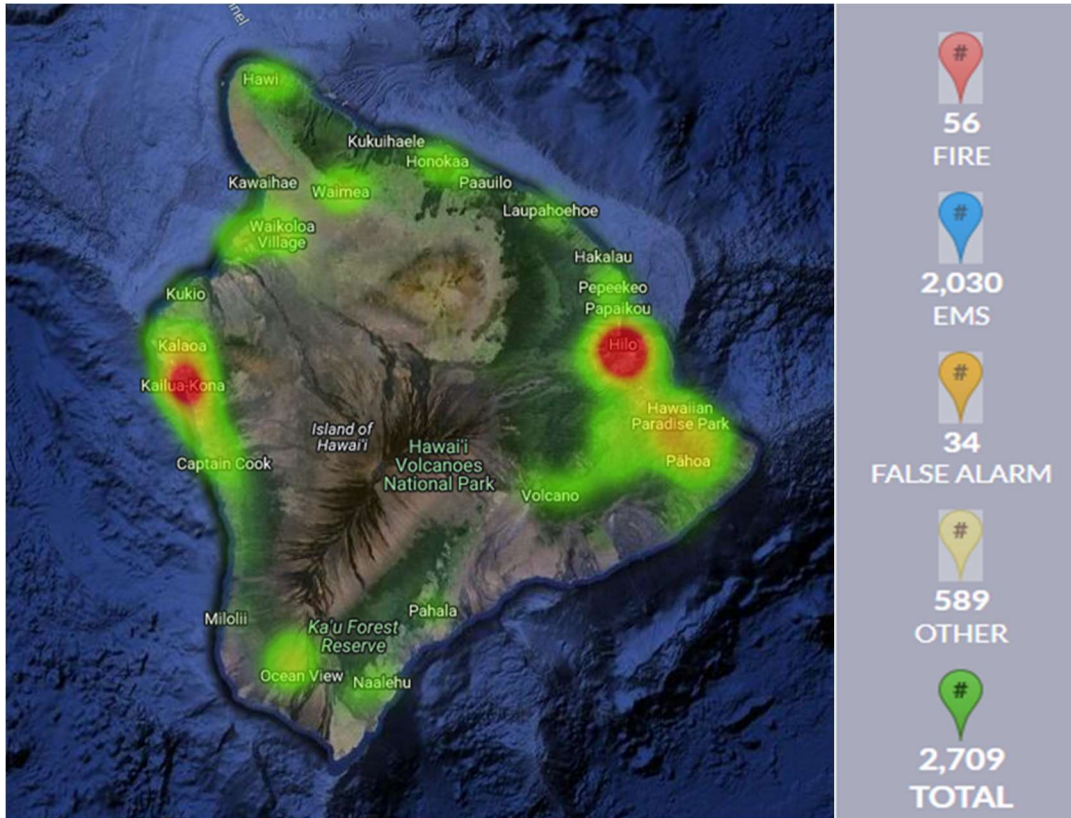 nnel
Hawi
Kukuihaele
Honokaa
Kawaihae
Waimea
Paauilo
Laupahoehoe
Waikoloa
Village
Hakalau
Kukio
Pepeekeo
Papaikou
Kalaoa
Hilo
Kailua-Kona
Hawaiian
Paradise Park
Island of
Hawai'i
Hawai'i
Volcanoes
National Park
Captain Cook
Pāhoa
Volcano
Milolii
Pahala
Ka'u Forest
Reserve
Ocean View
Naalehu
#
56
FIRE
#
2,030
EMS
#
34
FALSE ALARM
#
589
OTHER
#
2,709
TOTAL